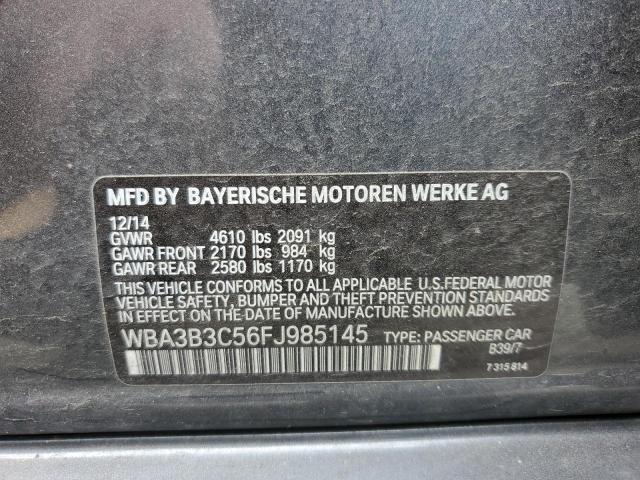 MFD BY BAYERISCHE MOTOREN WERKE AG
12/14
GVWR 4610 lbs 2091 kg
GAWR FRONT 2170 lbs 984 kg
GAWR REAR 2580 lbs 1170 kg
THIS VEHICLE CONFORMS TO ALL APPLICABLE U.S.FEDERAL MOTOR
VEHICLE SAFETY, BUMPER AND THEFT PREVENTION STANDARDS
IN EFFECT ON THE DATE OF MANUFACTURE SHOWN ABOVE.
WBA3B3C56FJ985145 TYPE: PASSENGER CAR
B39/7
7 315 814